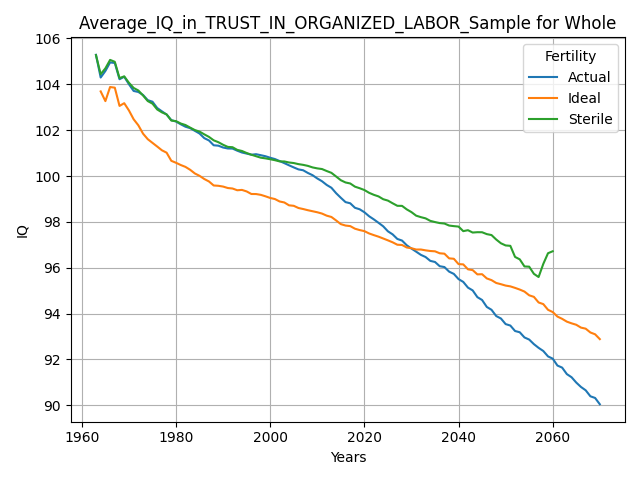 Average_IQ_in_TRUST_IN_ORGANIZED_LABOR_Sample for Whole
106
104
102
100
98
96
94
92
90
IQ
1960
1980
2000
2020
2040
2060
Years
Fertility
Actual
Ideal
Sterile